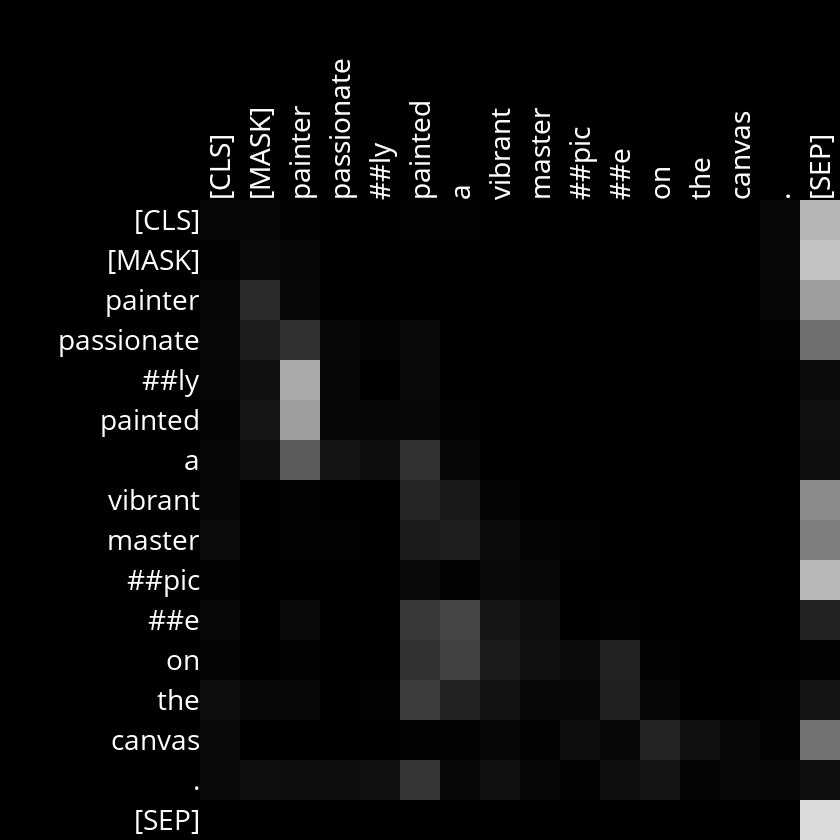 [CLS]
[MASK]
painter
passionate
##ly
painted
a
vibrant
master
##pic
##e
on
the
canvas
.
[SEP]
[CLS]
[MASK]
painter
passionate
##ly
painted
a
vibrant
master
##pic
##e
on
the
canvas
.
[SEP]